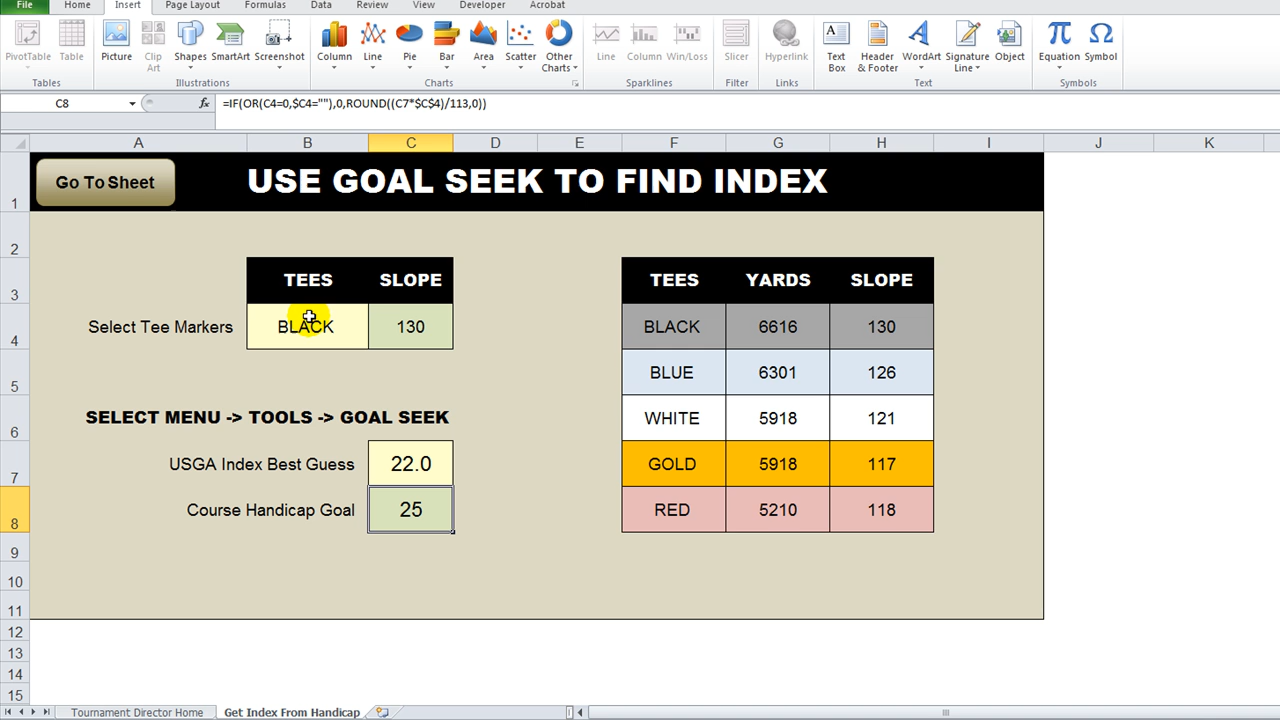 File Home Insert Page Layout Formulas Data Review View Developer Acrobat
PivotTable Table Picture Clip Art Shapes SmartArt Screenshot Column Line Pie Bar Area Scatter Other Charts Line Column Win/Loss Slicer Hyperlink Text Box Header & Footer WordArt Signature Line Object Equation Symbol
Tables Illustrations Charts Sparklines Filter Links Text Symbols
C8 fx =IF(OR(C4=0,$C4=""),0,ROUND((C7*$C$4)/113,0))
A B C D E F G H I J K
1 Go To Sheet USE GOAL SEEK TO FIND INDEX
2
3 TEES SLOPE TEES YARDS SLOPE
4 Select Tee Markers BLACK 130 BLACK 6616 130
5 BLUE 6301 126
6 SELECT MENU -> TOOLS -> GOAL SEEK WHITE 5918 121
7 USGA Index Best Guess 22.0 GOLD 5918 117
8 Course Handicap Goal 25 RED 5210 118
9
10
11
12
13
14
15
Tournament Director Home Get Index From Handicap